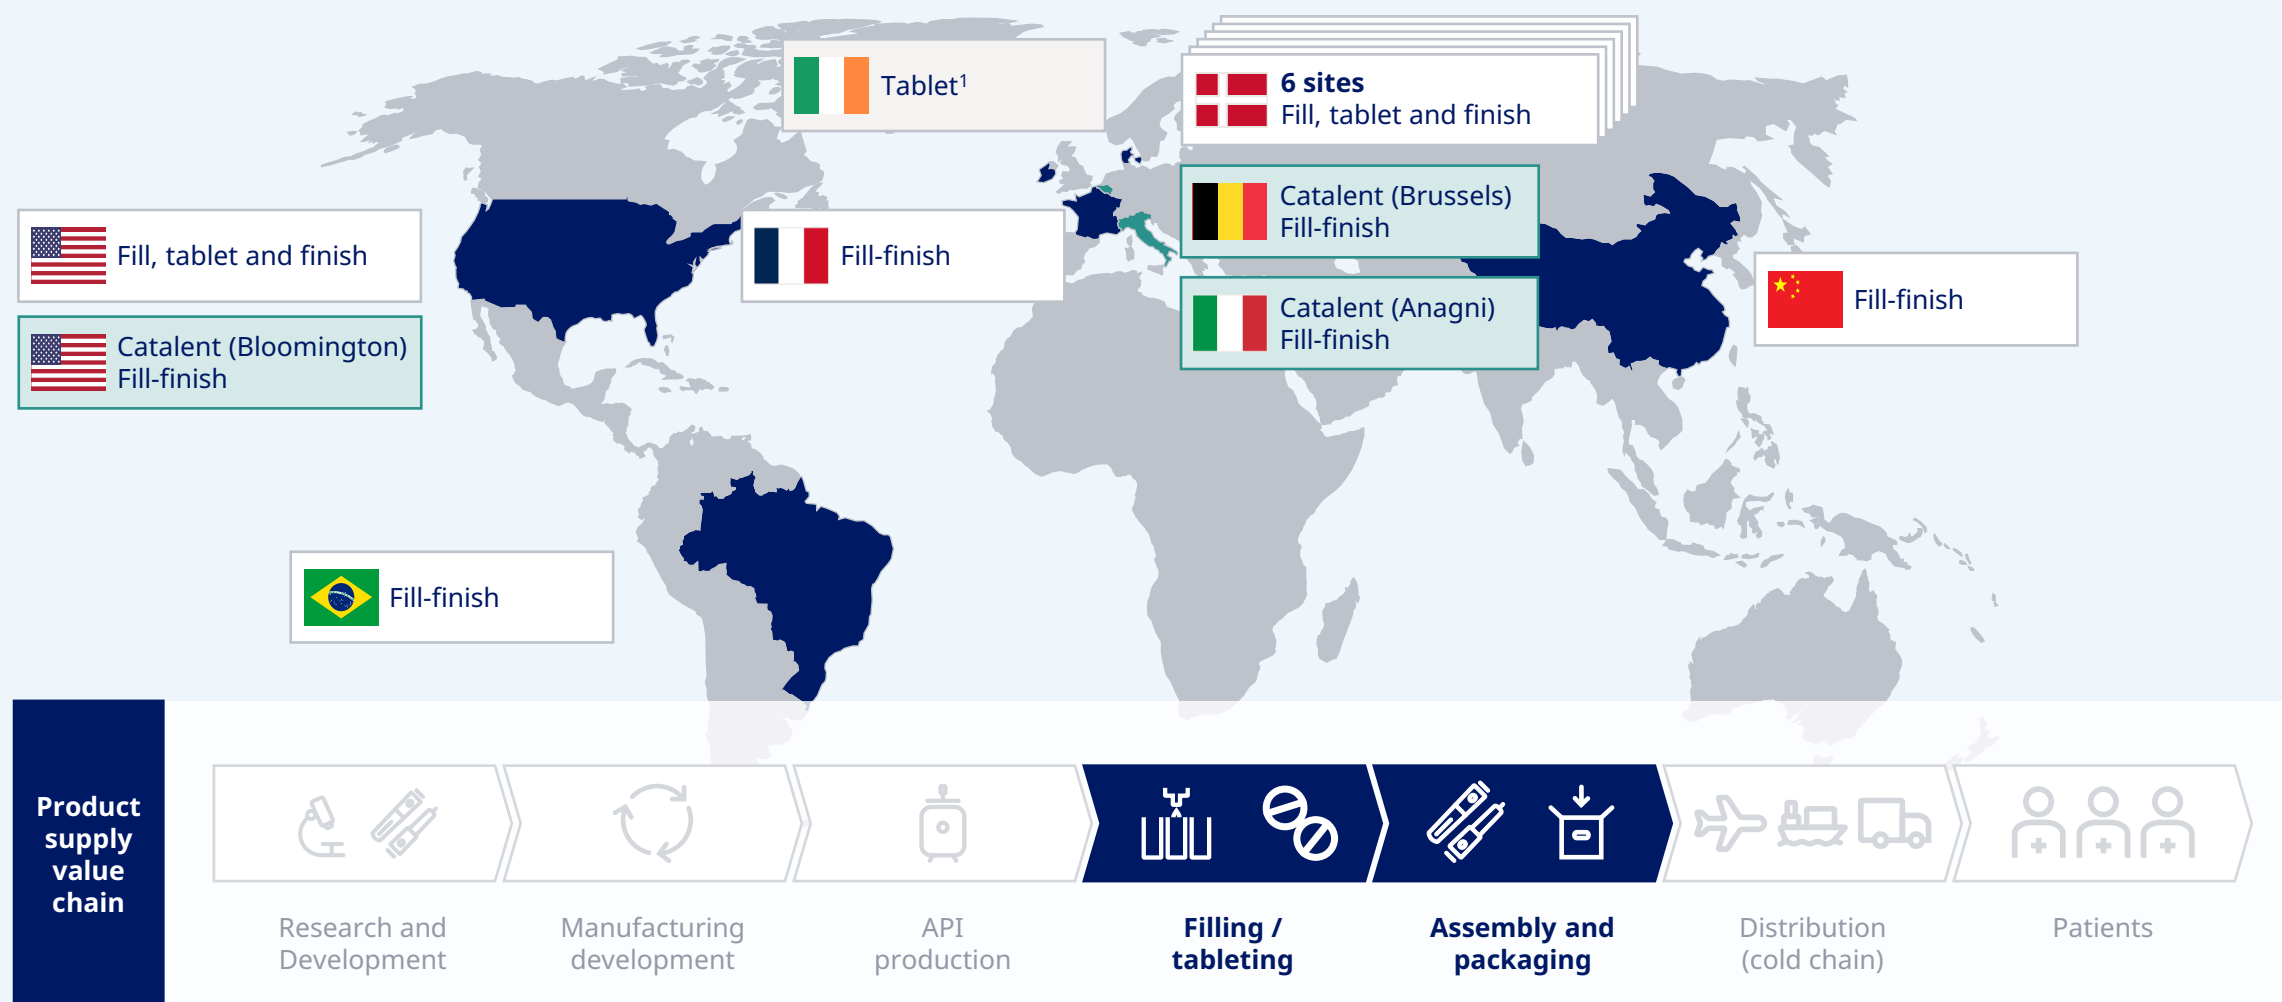 Tablet¹
6 sites
Fill, tablet and finish
Catalent (Brussels)
Fill-finish
Fill, tablet and finish
Fill-finish
Fill-finish
Catalent (Anagni)
Fill-finish
Catalent (Bloomington)
Fill-finish
Fill-finish
Product
supply
value
chain
Research and
Development
Manufacturing
development
API
production
Filling /
tableting
Assembly and
packaging
Distribution
(cold chain)
Patients